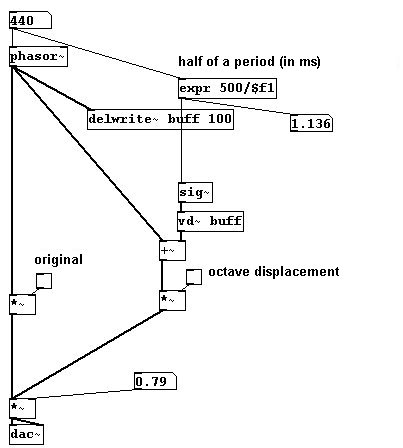 440
phasor~
half of a period (in ms)
expr 500/$f1
delwrite~ buff 100
1.136
sig~
vd~ buff
+~
original
octave displacement
*~
*~
0.79
*~
dac~